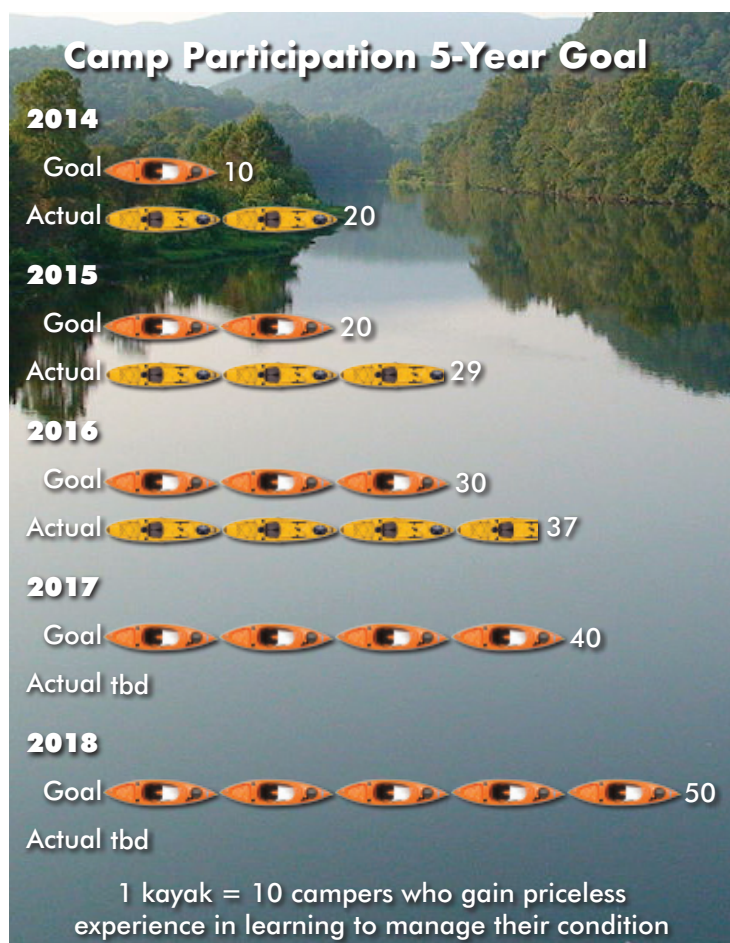 Camp Participation 5-Year Goal
2014
Goal 10
Actual 20
2015
Goal 20
Actual 29
2016
Goal 30
Actual 37
2017
Goal 40
Actual tbd
2018
Goal 50
Actual tbd
1 kayak = 10 campers who gain priceless
experience in learning to manage their condition